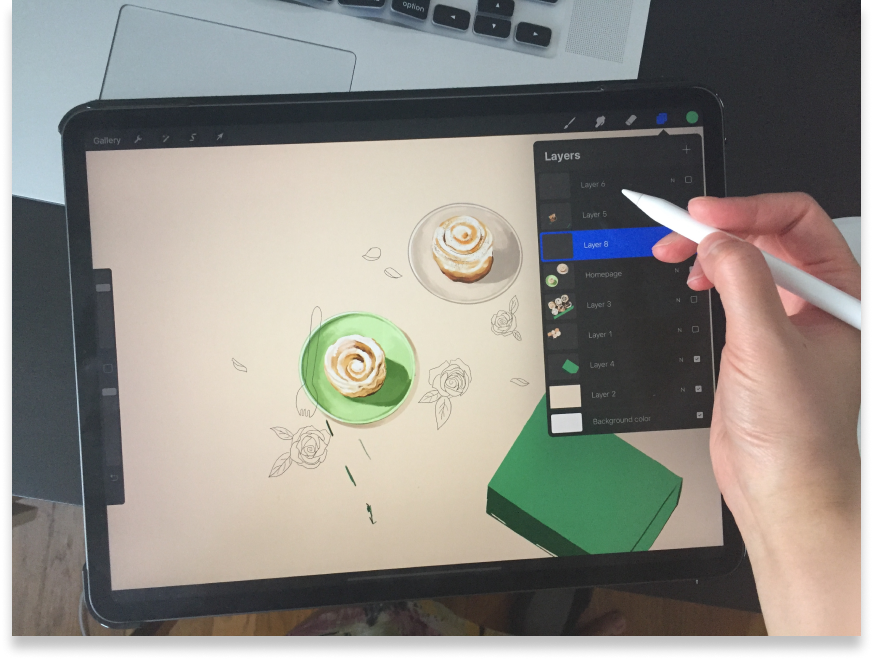 option
Gallery
Layers
Layer 6
N
Layer 5
Layer 8
Homepage
N
Layer 3
N
Layer 1
N
Layer 4
N
Layer 2
N
Background color